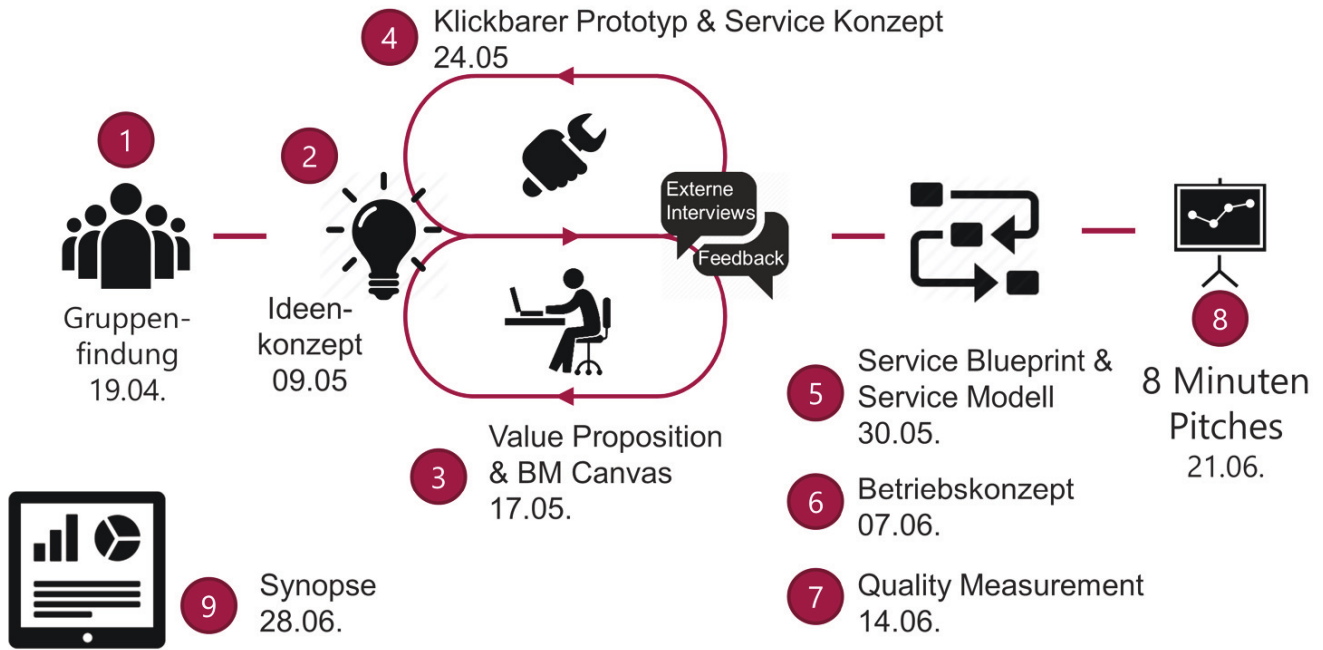 1
Gruppen-
findung
19.04.
2
Ideen-
konzept
09.05
4
Klickbarer Prototyp & Service Konzept
24.05
Externe
Interviews
Feedback
3
Value Proposition
& BM Canvas
17.05.
5
Service Blueprint &
Service Modell
30.05.
6
Betriebskonzept
07.06.
7
Quality Measurement
14.06.
8
8 Minuten
Pitches
21.06.
9
Synopse
28.06.